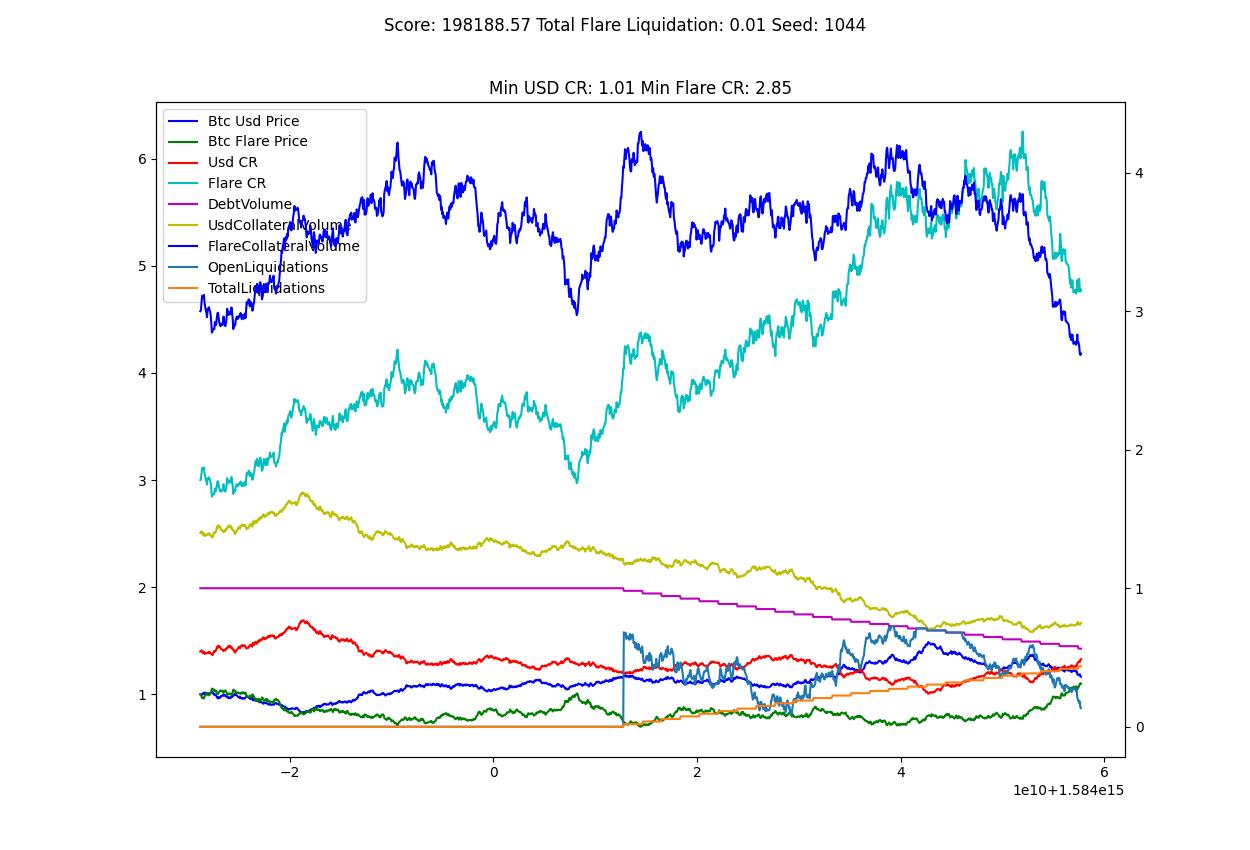 Score: 198188.57 Total Flare Liquidation: 0.01 Seed: 1044
Min USD CR: 1.01 Min Flare CR: 2.85
Btc Usd Price
Btc Flare Price
Usd CR
Flare CR
DebtVolume
UsdCollateralVolume
FlareCollateralVolume
OpenLiquidations
TotalLiquidations
6
5
4
3
2
1
4
3
2
1
0
−2
0
2
4
6
1e10+1.584e15